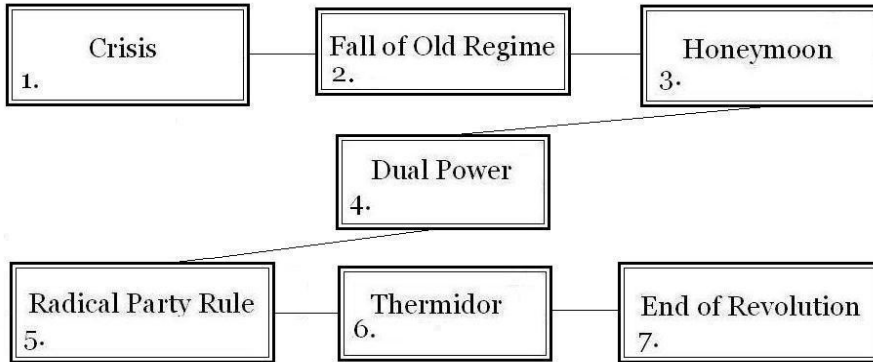 Crisis
1.
Fall of Old Regime
2.
Honeymoon
3.
Dual Power
4.
Radical Party Rule
5.
Thermidor
6.
End of Revolution
7.